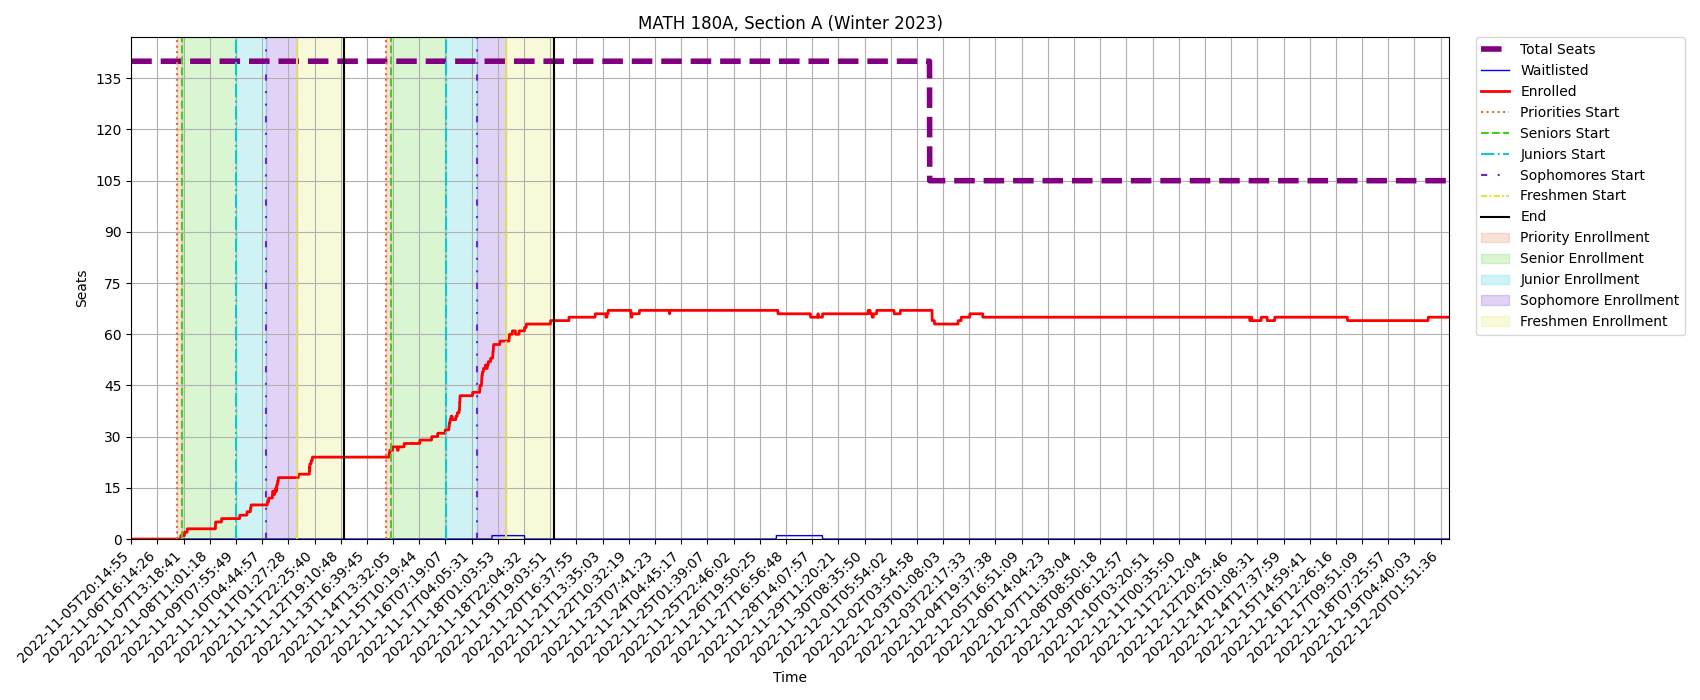 MATH 180A, Section A (Winter 2023)
Seats
135
120
105
90
75
60
45
30
15
0
2022-11-05T20:14:55
2022-11-06T16:14:26
2022-11-07T13:18:41
2022-11-08T11:01:18
2022-11-09T07:55:49
2022-11-10T04:44:57
2022-11-11T01:27:28
2022-11-11T22:25:40
2022-11-12T19:10:48
2022-11-13T16:39:45
2022-11-14T13:32:05
2022-11-15T10:19:44
2022-11-16T07:19:07
2022-11-17T04:05:31
2022-11-18T01:03:53
2022-11-18T22:04:32
2022-11-19T19:03:51
2022-11-20T16:37:55
2022-11-21T13:35:03
2022-11-22T10:32:19
2022-11-23T07:41:23
2022-11-24T04:45:17
2022-11-25T01:39:07
2022-11-25T22:46:02
2022-11-26T19:50:25
2022-11-27T16:56:48
2022-11-28T14:07:57
2022-11-29T11:20:21
2022-11-30T08:35:50
2022-12-01T05:54:02
2022-12-02T03:54:58
2022-12-03T01:08:03
2022-12-03T22:17:33
2022-12-04T19:37:38
2022-12-05T16:51:09
2022-12-06T14:04:23
2022-12-07T11:33:04
2022-12-08T08:50:18
2022-12-09T06:12:57
2022-12-10T03:20:51
2022-12-11T00:35:50
2022-12-11T22:12:04
2022-12-12T20:25:46
2022-12-14T01:08:31
2022-12-14T17:37:59
2022-12-15T14:59:41
2022-12-16T12:26:16
2022-12-17T09:51:09
2022-12-18T07:25:57
2022-12-19T04:40:03
2022-12-20T01:51:36
Time
Total Seats
Waitlisted
Enrolled
Priorities Start
Seniors Start
Juniors Start
Sophomores Start
Freshmen Start
End
Priority Enrollment
Senior Enrollment
Junior Enrollment
Sophomore Enrollment
Freshmen Enrollment